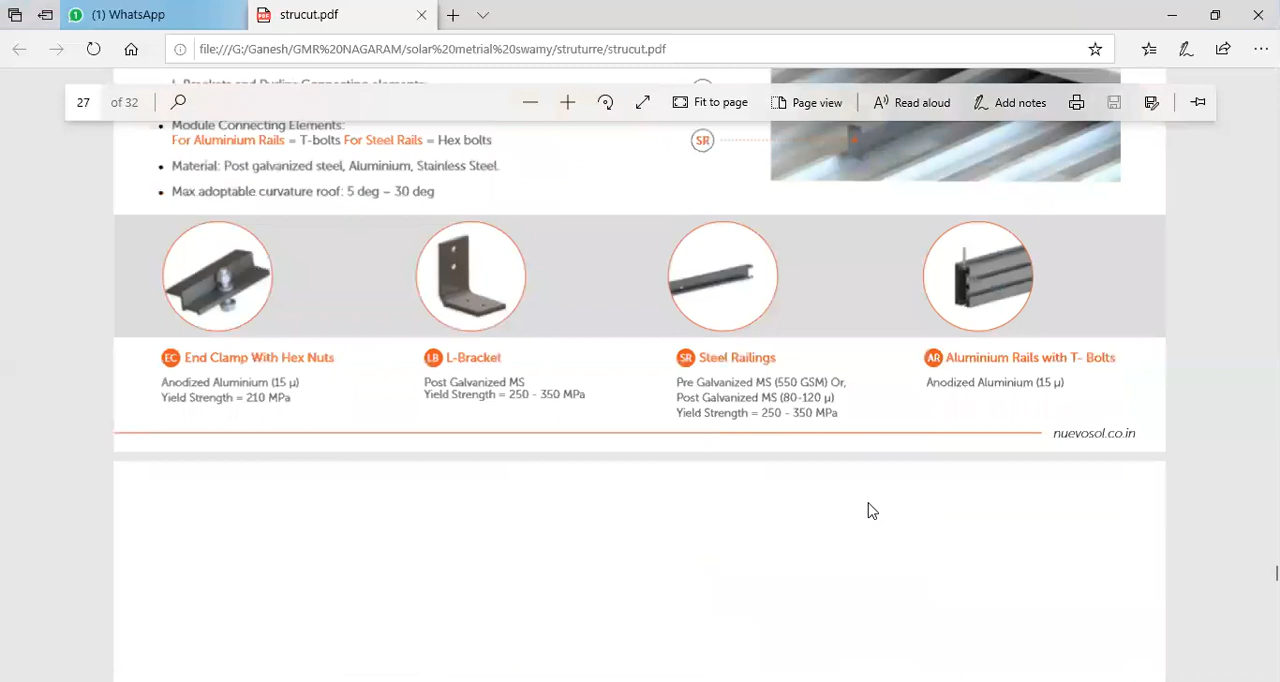 (1) WhatsApp
strucut.pdf
file:///G:/Ganesh/GMR%20NAGARAM/solar%20metrial%20swamy/struturre/strucut.pdf
27 of 32
Fit to page
Page view
Read aloud
Add notes
Module Connecting Elements:
For Aluminium Rails = T-bolts For Steel Rails = Hex bolts
SR
• Material: Post galvanized steel, Aluminium, Stainless Steel.
• Max adoptable curvature roof: 5 deg – 30 deg
EC End Clamp With Hex Nuts
Anodized Aluminium (15 µ)
Yield Strength = 210 MPa
LB L-Bracket
Post Galvanized MS
Yield Strength = 250 - 350 MPa
SR Steel Railings
Pre Galvanized MS (550 GSM) Or,
Post Galvanized MS (80-120 µ)
Yield Strength = 250 - 350 MPa
AR Aluminium Rails with T- Bolts
Anodized Aluminium (15 µ)
nuevosol.co.in